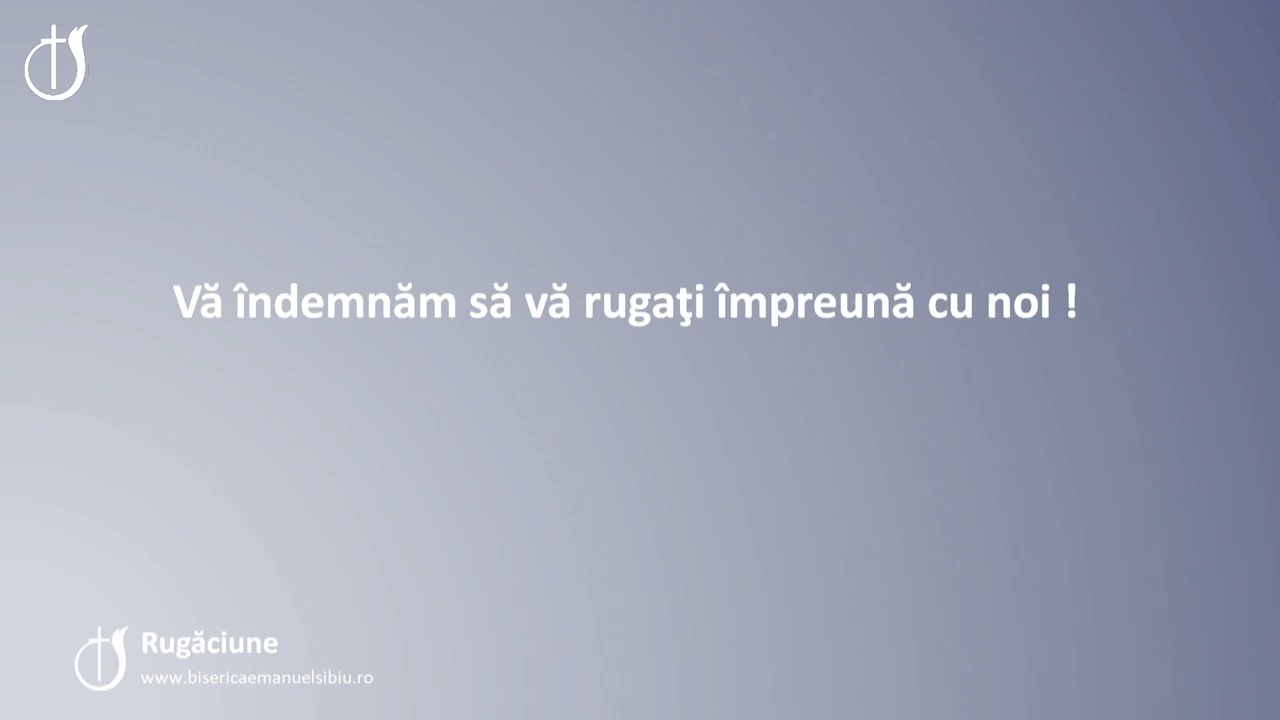 Vă îndemnăm să vă rugaţi împreună cu noi !
Rugăciune
www.bisericaemanuelsibiu.ro